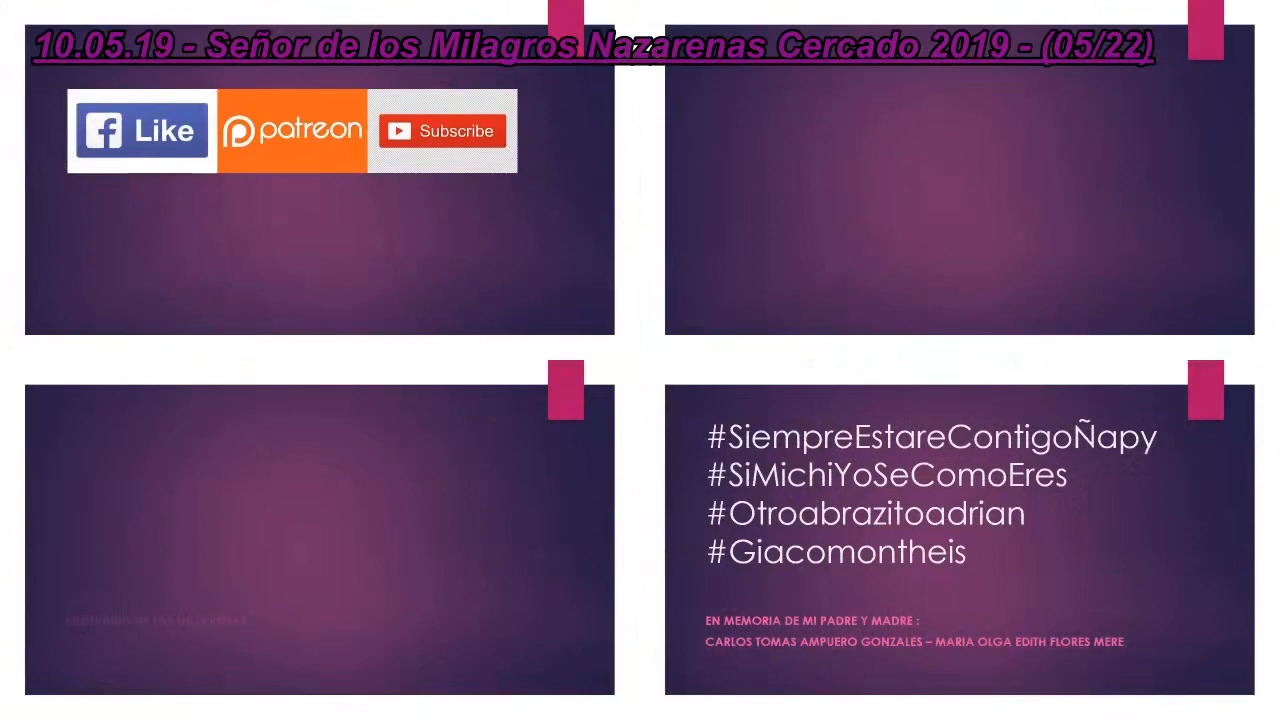 10.05.19 - Señor de los Milagros Nazarenas Cercado 2019 - (05/22)
Like
patreon
Subscribe
#SiempreEstareContigoÑapy
#SiMichiYoSeComoEres
#Otroabrazitoadrian
#Giacomontheis
EN MEMORIA DE MI PADRE Y MADRE :
CARLOS TOMAS AMPUERO GONZALES – MARIA OLGA EDITH FLORES MERE